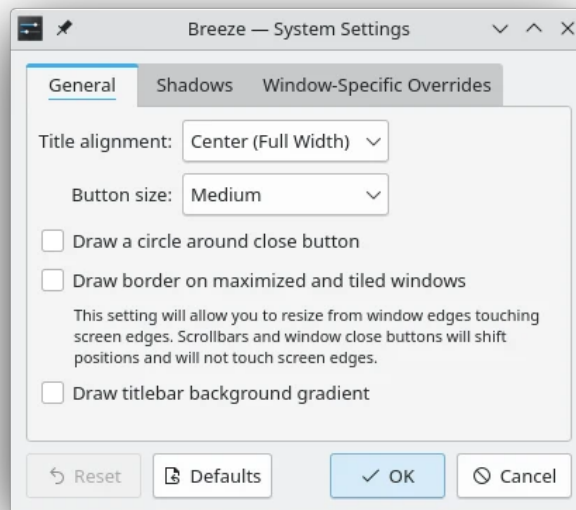 Breeze — System Settings
General Shadows Window-Specific Overrides
Title alignment: Center (Full Width)
Button size: Medium
Draw a circle around close button
Draw border on maximized and tiled windows
This setting will allow you to resize from window edges touching
screen edges. Scrollbars and window close buttons will shift
positions and will not touch screen edges.
Draw titlebar background gradient
Reset Defaults OK Cancel